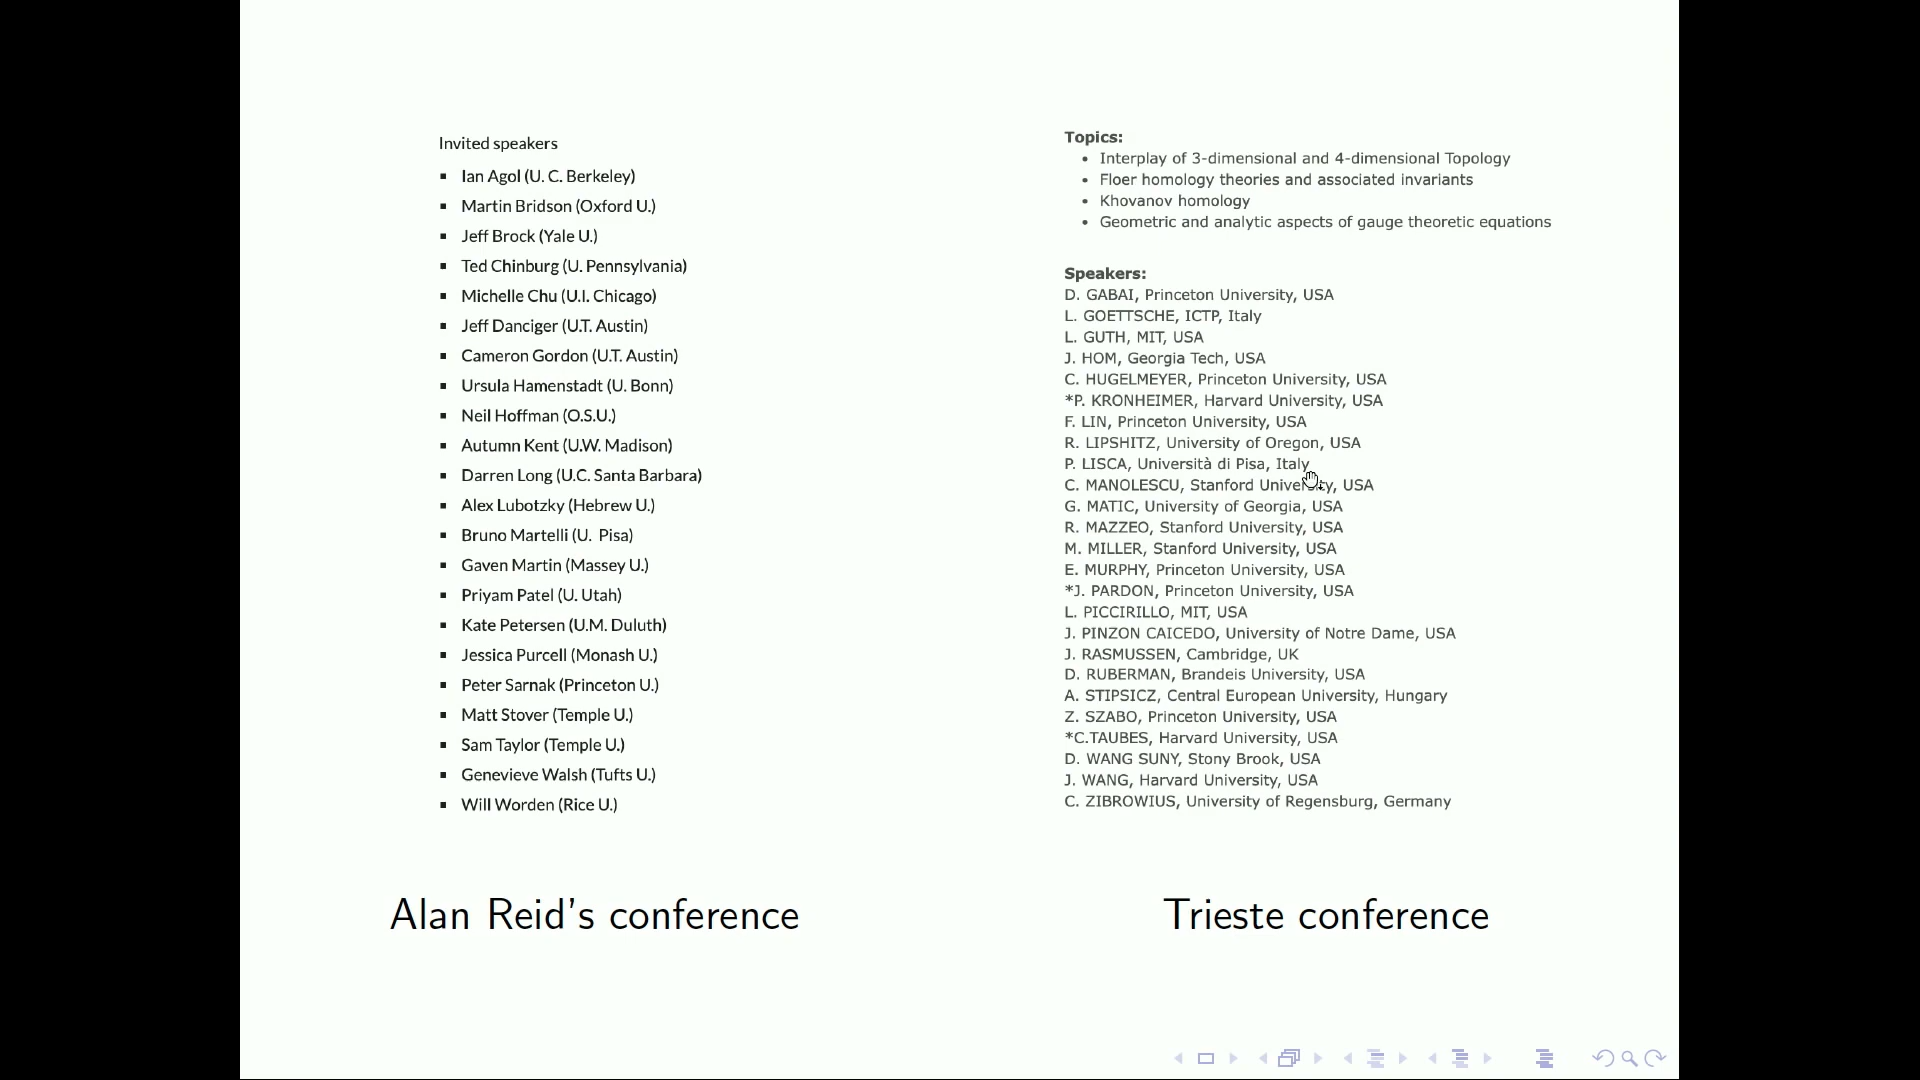 Invited speakers
Ian Agol (U. C. Berkeley)
Martin Bridson (Oxford U.)
Jeff Brock (Yale U.)
Ted Chinburg (U. Pennsylvania)
Michelle Chu (U.I. Chicago)
Jeff Danciger (U.T. Austin)
Cameron Gordon (U.T. Austin)
Ursula Hamenstadt (U. Bonn)
Neil Hoffman (O.S.U.)
Autumn Kent (U.W. Madison)
Darren Long (U.C. Santa Barbara)
Alex Lubotzky (Hebrew U.)
Bruno Martelli (U. Pisa)
Gaven Martin (Massey U.)
Priyam Patel (U. Utah)
Kate Petersen (U.M. Duluth)
Jessica Purcell (Monash U.)
Peter Sarnak (Princeton U.)
Matt Stover (Temple U.)
Sam Taylor (Temple U.)
Genevieve Walsh (Tufts U.)
Will Worden (Rice U.)
Alan Reid's conference
Topics:
Interplay of 3-dimensional and 4-dimensional Topology
Floer homology theories and associated invariants
Khovanov homology
Geometric and analytic aspects of gauge theoretic equations
Speakers:
D. GABAI, Princeton University, USA
L. GOETTSCHE, ICTP, Italy
L. GUTH, MIT, USA
J. HOM, Georgia Tech, USA
C. HUGELMEYER, Princeton University, USA
*P. KRONHEIMER, Harvard University, USA
F. LIN, Princeton University, USA
R. LIPSHITZ, University of Oregon, USA
P. LISCA, Università di Pisa, Italy
C. MANOLESCU, Stanford University, USA
G. MATIC, University of Georgia, USA
R. MAZZEO, Stanford University, USA
M. MILLER, Stanford University, USA
E. MURPHY, Princeton University, USA
*J. PARDON, Princeton University, USA
L. PICCIRILLO, MIT, USA
J. PINZON CAICEDO, University of Notre Dame, USA
J. RASMUSSEN, Cambridge, UK
D. RUBERMAN, Brandeis University, USA
A. STIPSICZ, Central European University, Hungary
Z. SZABO, Princeton University, USA
*C.TAUBES, Harvard University, USA
D. WANG SUNY, Stony Brook, USA
J. WANG, Harvard University, USA
C. ZIBROWIUS, University of Regensburg, Germany
Trieste conference